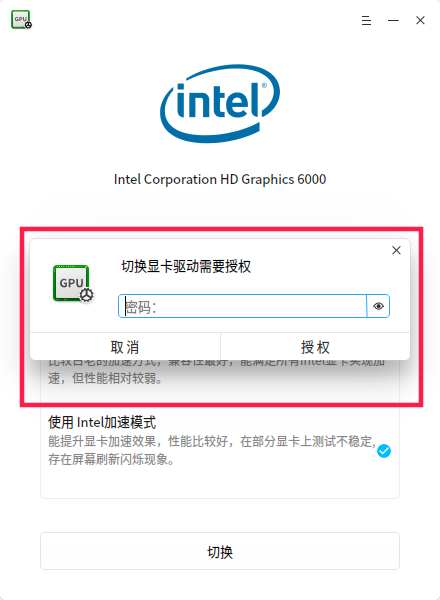 GPU
intel®
Intel Corporation HD Graphics 6000
切换显卡驱动需要授权
GPU
密码：
取 消
授 权
比较古老的加速方式，兼容性最好，能满足所有Intel显卡实现加
速，但性能相对较弱。
使用 Intel加速模式
能提升显卡加速效果，性能比较好，在部分显卡上测试不稳定，
存在屏幕刷新闪烁现象。
切换